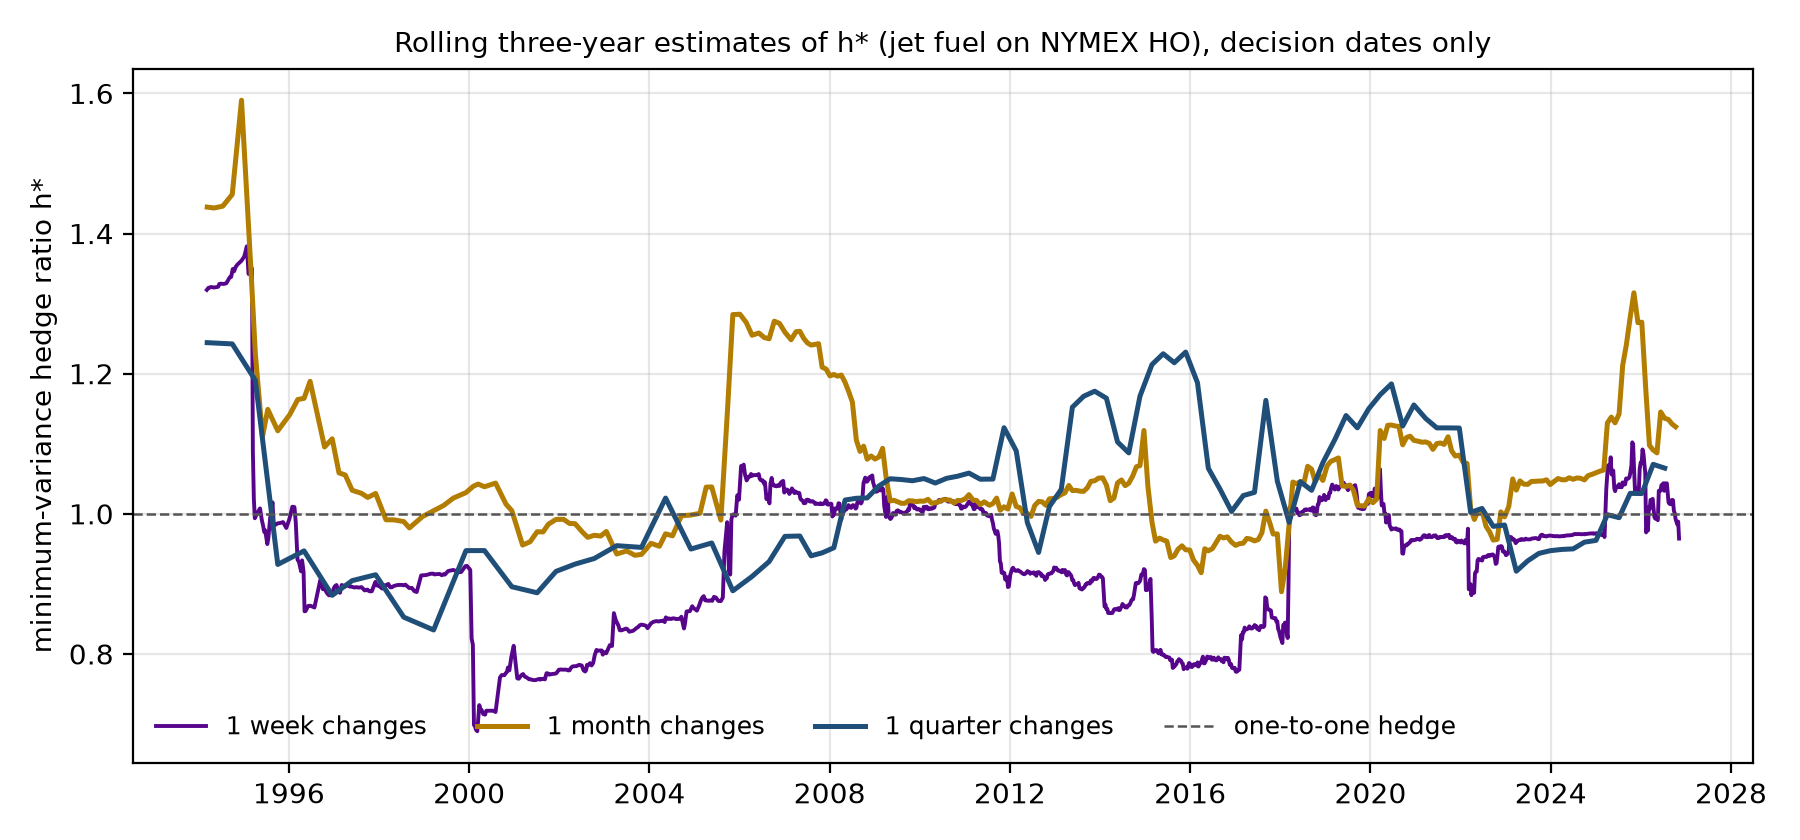 Rolling three-year estimates of h* (jet fuel on NYMEX HO), decision dates only
minimum-variance hedge ratio h*
1.6
1.4
1.2
1.0
0.8
1 week changes
1 month changes
1 quarter changes
one-to-one hedge
1996
2000
2004
2008
2012
2016
2020
2024
2028